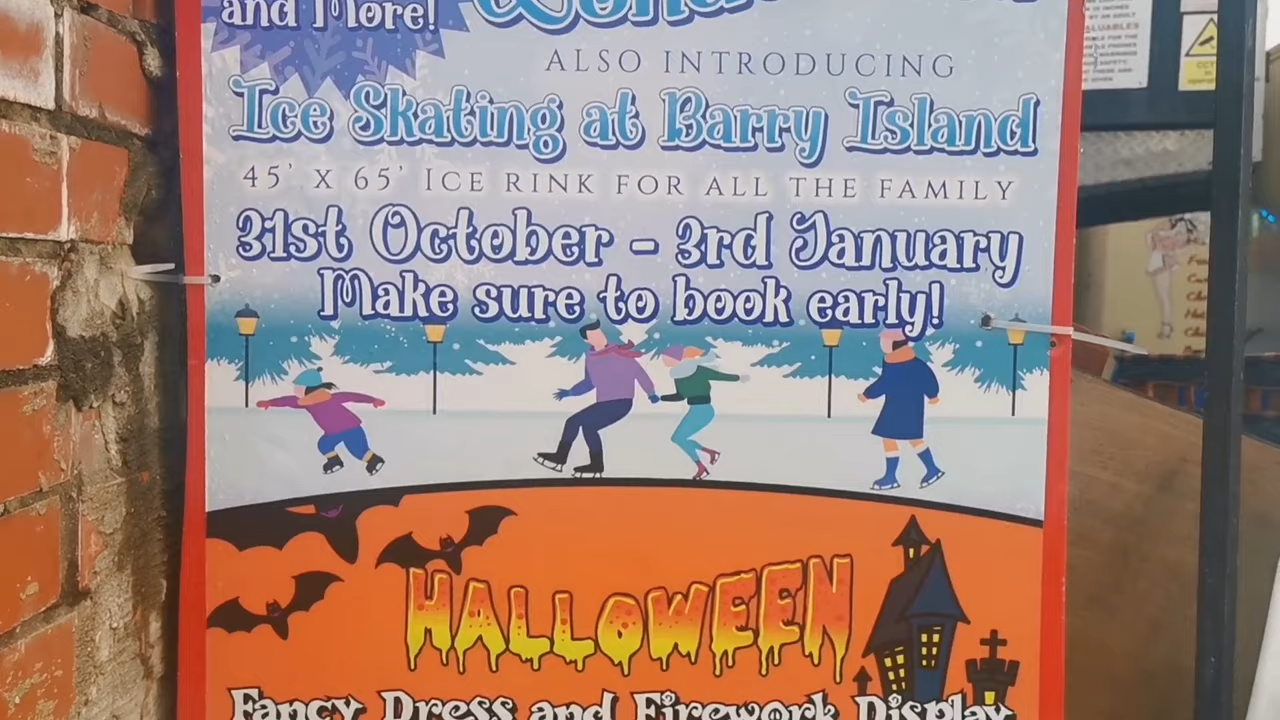 and More!
ALSO INTRODUCING
Ice Skating at Barry Island
45' X 65' ICE RINK FOR ALL THE FAMILY
31st October - 3rd January
Make sure to book early!
HALLOWEEN
Fancy Dress and Firework Display
CCTV